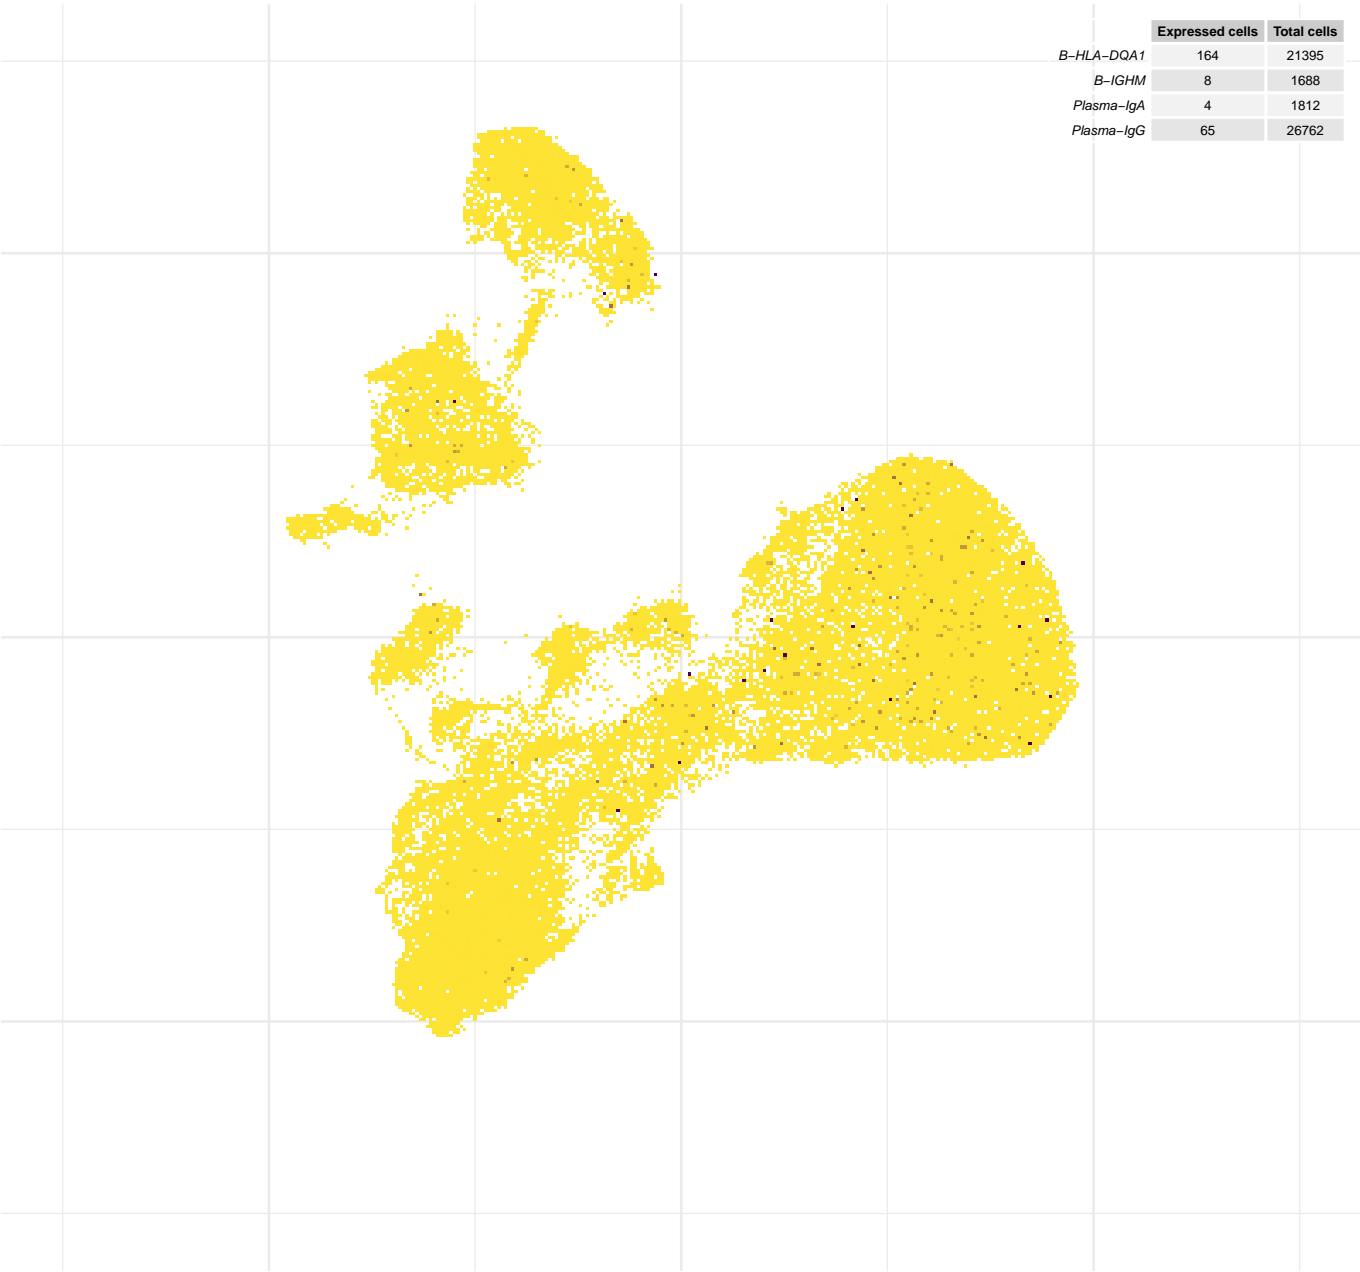 Expressed cells Total cells
B−HLA−DQA1 164 21395
B−IGHM 8 1688
Plasma−IgA 4 1812
Plasma−IgG 65 26762